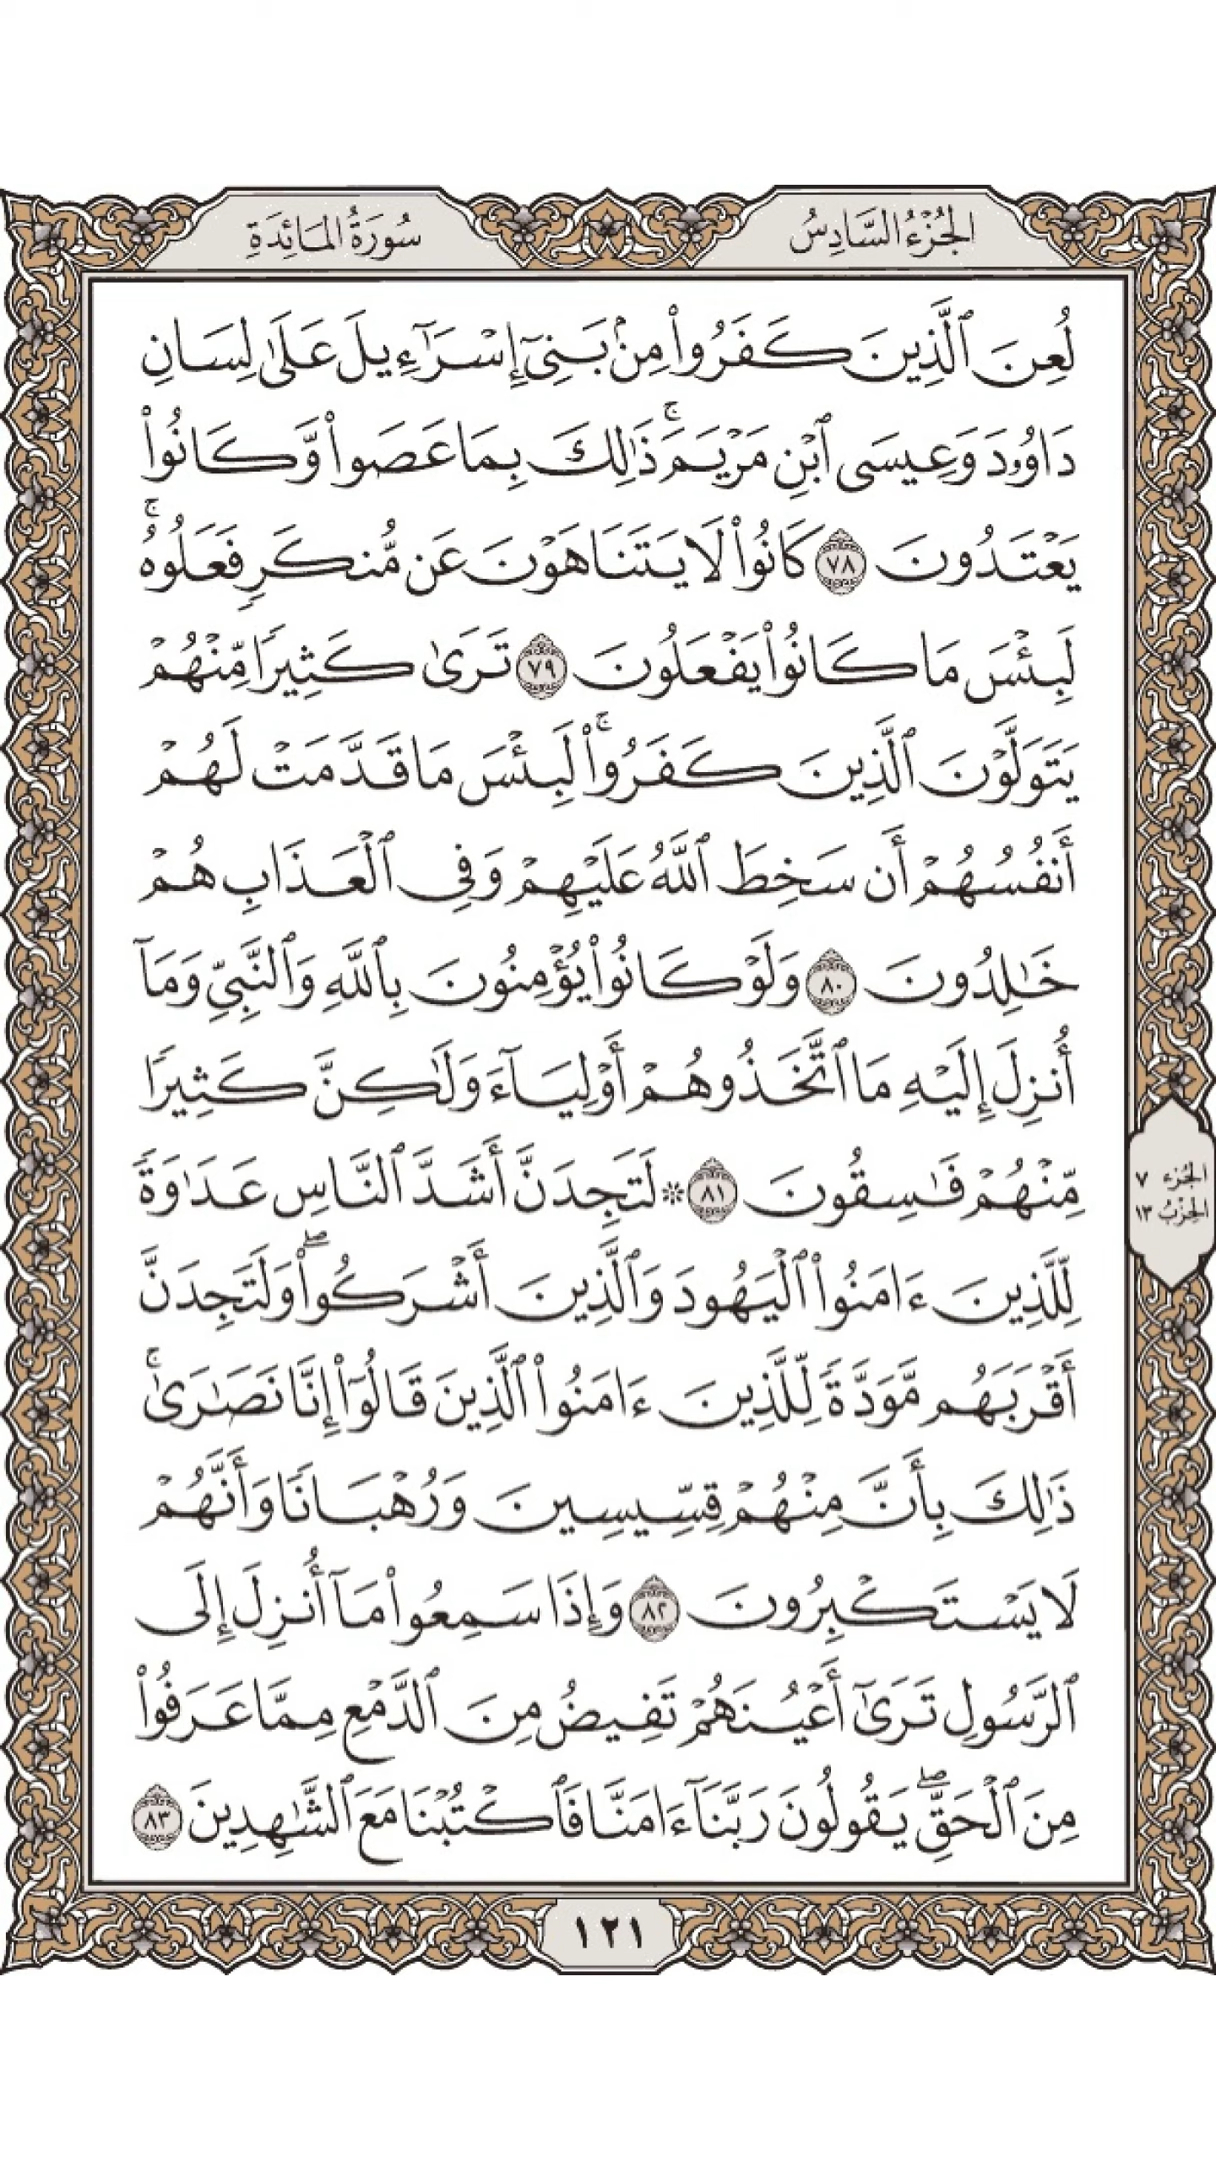 الجُزْءُ السَّادِسُ
سُورَةُ المَائِدَةِ
لُعِنَ ٱلَّذِينَ كَفَرُوا۟ مِنۢ بَنِىٓ إِسْرَٰٓءِيلَ عَلَىٰ لِسَانِ
دَاوُۥدَ وَعِيسَى ٱبْنِ مَرْيَمَ ۚ ذَٰلِكَ بِمَا عَصَوا۟ وَّكَانُوا۟
يَعْتَدُونَ ٧٨ كَانُوا۟ لَا يَتَنَاهَوْنَ عَن مُّنكَرٍ فَعَلُوهُ ۚ
لَبِئْسَ مَا كَانُوا۟ يَفْعَلُونَ ٧٩ تَرَىٰ كَثِيرًا مِّنْهُمْ
يَتَوَلَّوْنَ ٱلَّذِينَ كَفَرُوا۟ ۚ لَبِئْسَ مَا قَدَّمَتْ لَهُمْ
أَنفُسُهُمْ أَن سَخِطَ ٱللَّهُ عَلَيْهِمْ وَفِى ٱلْعَذَابِ هُمْ
خَٰلِدُونَ ٨٠ وَلَوْ كَانُوا۟ يُؤْمِنُونَ بِٱللَّهِ وَٱلنَّبِىِّ وَمَآ
أُنزِلَ إِلَيْهِ مَا ٱتَّخَذُوهُمْ أَوْلِيَآءَ وَلَٰكِنَّ كَثِيرًا
مِّنْهُمْ فَٰسِقُونَ ٨١ ۞ لَتَجِدَنَّ أَشَدَّ ٱلنَّاسِ عَدَٰوَةً
لِّلَّذِينَ ءَامَنُوا۟ ٱلْيَهُودَ وَٱلَّذِينَ أَشْرَكُوا۟ ۖ وَلَتَجِدَنَّ
أَقْرَبَهُم مَّوَدَّةً لِّلَّذِينَ ءَامَنُوا۟ ٱلَّذِينَ قَالُوٓا۟ إِنَّا نَصَٰرَىٰ ۚ
ذَٰلِكَ بِأَنَّ مِنْهُمْ قِسِّيسِينَ وَرُهْبَانًا وَأَنَّهُمْ
لَا يَسْتَكْبِرُونَ ٨٢ وَإِذَا سَمِعُوا۟ مَآ أُنزِلَ إِلَى
ٱلرَّسُولِ تَرَىٰٓ أَعْيُنَهُمْ تَفِيضُ مِنَ ٱلدَّمْعِ مِمَّا عَرَفُوا۟
مِنَ ٱلْحَقِّ ۖ يَقُولُونَ رَبَّنَآ ءَامَنَّا فَٱكْتُبْنَا مَعَ ٱلشَّٰهِدِينَ ٨٣
الجُزء ٧
الحِزْبُ ١٣
١٢١